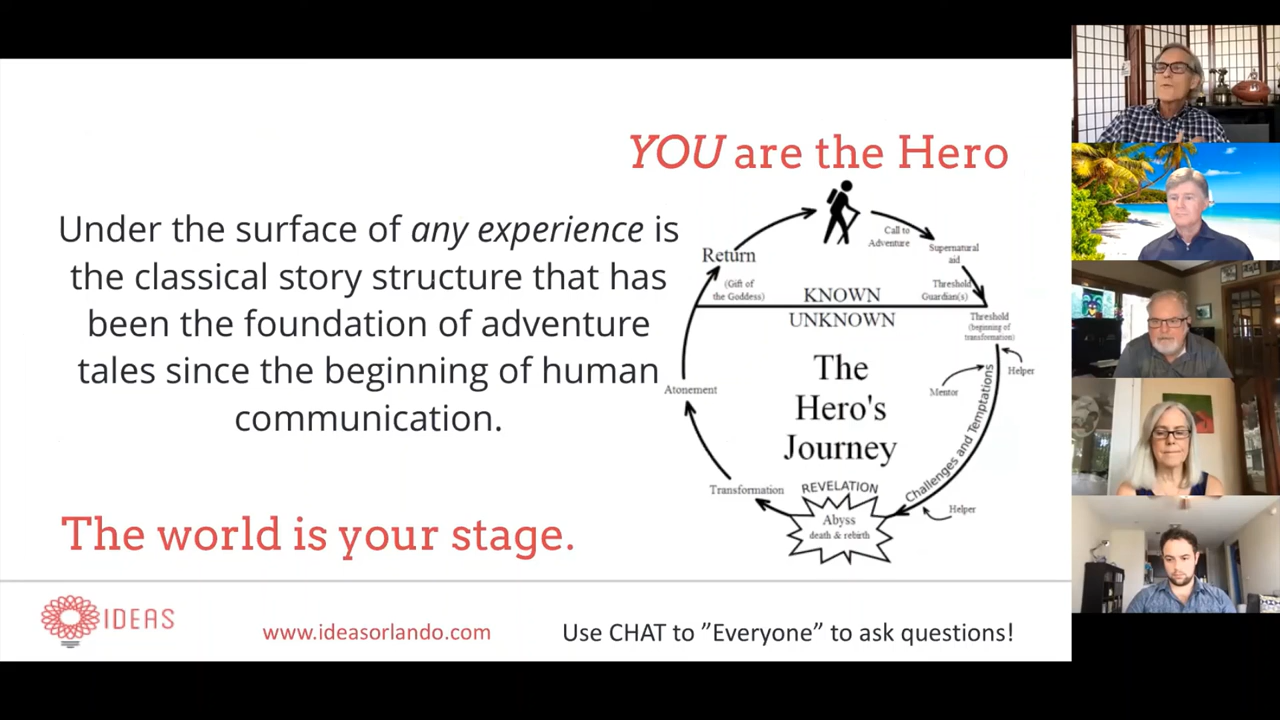 YOU are the Hero
Under the surface of any experience is
the classical story structure that has
been the foundation of adventure
tales since the beginning of human
communication.
The world is your stage.
Call to
Adventure
Supernatural
aid
Threshold
Guardian(s)
Threshold
(beginning of
transformation)
Helper
Mentor
Challenges and Temptations
Helper
REVELATION
Abyss
death & rebirth
Transformation
Atonement
(Gift of
the Goddess)
Return
KNOWN
UNKNOWN
The
Hero's
Journey
IDEAS
www.ideasorlando.com
Use CHAT to ”Everyone” to ask questions!